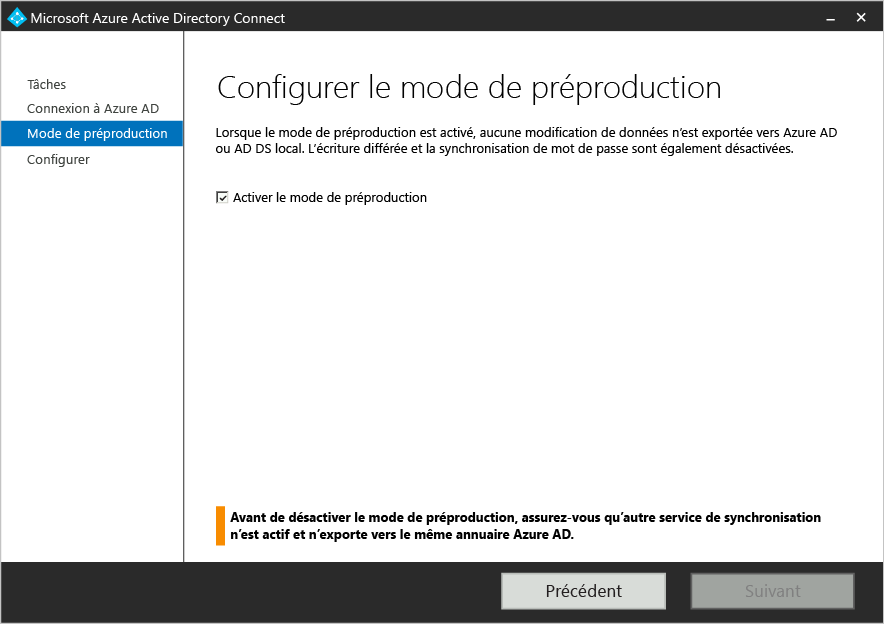 Microsoft Azure Active Directory Connect
Tâches
Connexion à Azure AD
Mode de préproduction
Configurer
Configurer le mode de préproduction
Lorsque le mode de préproduction est activé, aucune modification de données n’est exportée vers Azure AD
ou AD DS local. L’écriture différée et la synchronisation de mot de passe sont également désactivées.
Activer le mode de préproduction
Avant de désactiver le mode de préproduction, assurez-vous qu’autre service de synchronisation
n’est actif et n’exporte vers le même annuaire Azure AD.
Précédent
Suivant